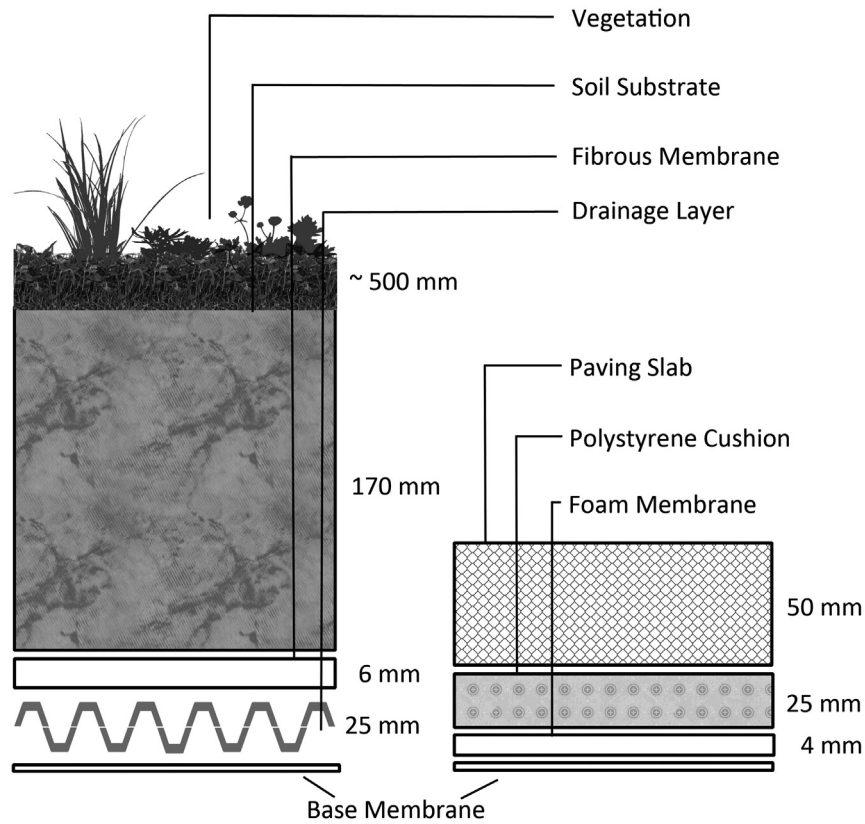 Vegetation
Soil Substrate
Fibrous Membrane
Drainage Layer
~ 500 mm
170 mm
6 mm
25 mm
Paving Slab
Polystyrene Cushion
Foam Membrane
50 mm
25 mm
4 mm
Base Membrane